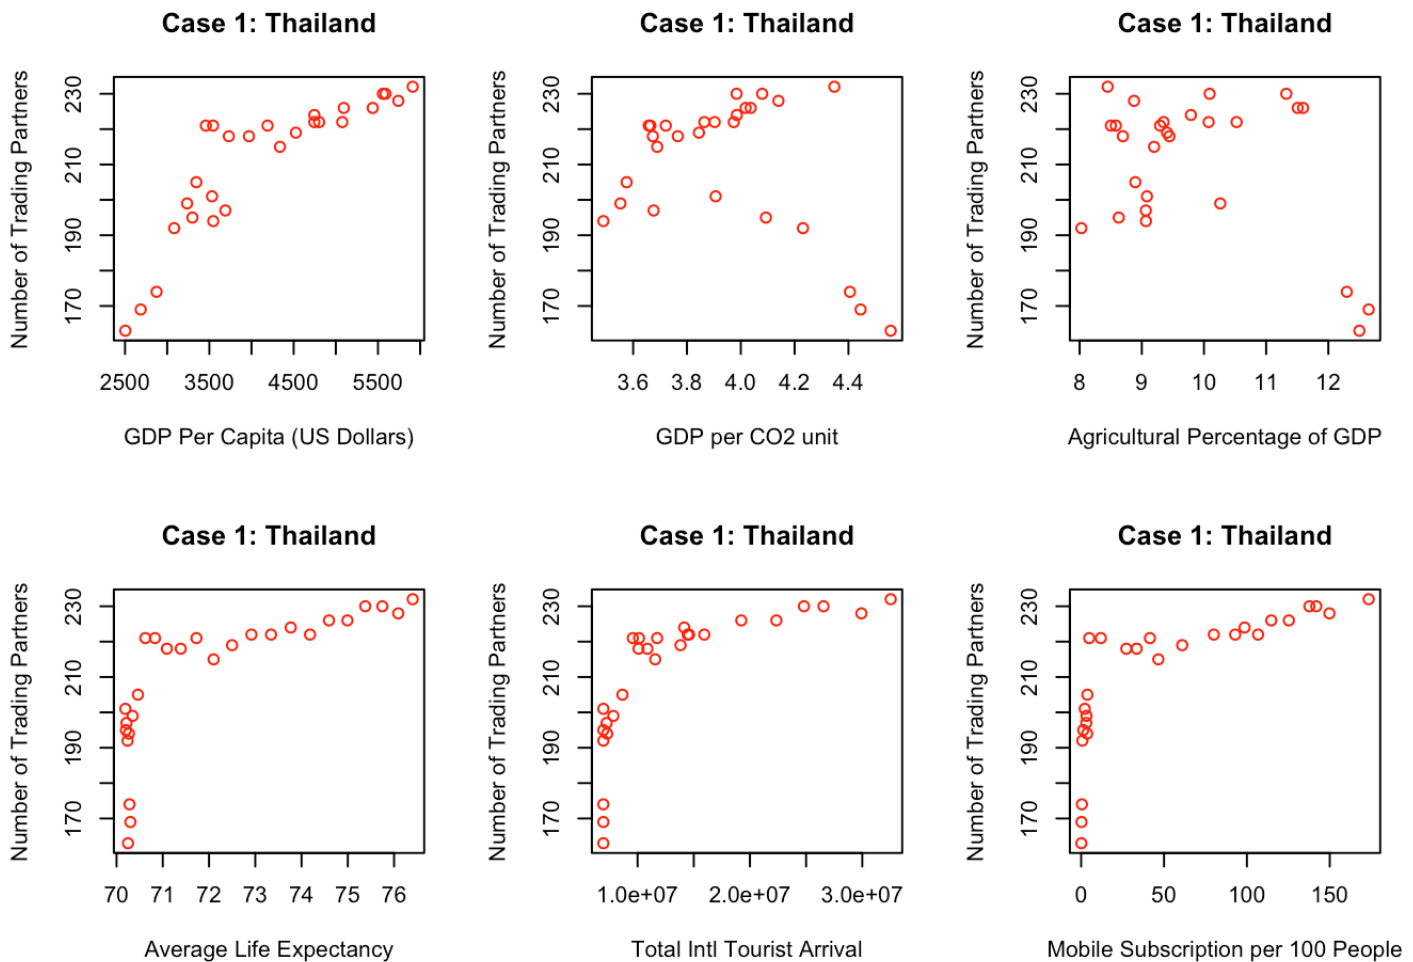 Case 1: Thailand
Number of Trading Partners
230
210
190
170
2500 3500 4500 5500
GDP Per Capita (US Dollars)
Case 1: Thailand
Number of Trading Partners
230
210
190
170
3.6 3.8 4.0 4.2 4.4
GDP per CO2 unit
Case 1: Thailand
Number of Trading Partners
230
210
190
170
8 9 10 11 12
Agricultural Percentage of GDP
Case 1: Thailand
Number of Trading Partners
230
210
190
170
70 71 72 73 74 75 76
Average Life Expectancy
Case 1: Thailand
Number of Trading Partners
230
210
190
170
1.0e+07 2.0e+07 3.0e+07
Total Intl Tourist Arrival
Case 1: Thailand
Number of Trading Partners
230
210
190
170
0 50 100 150
Mobile Subscription per 100 People